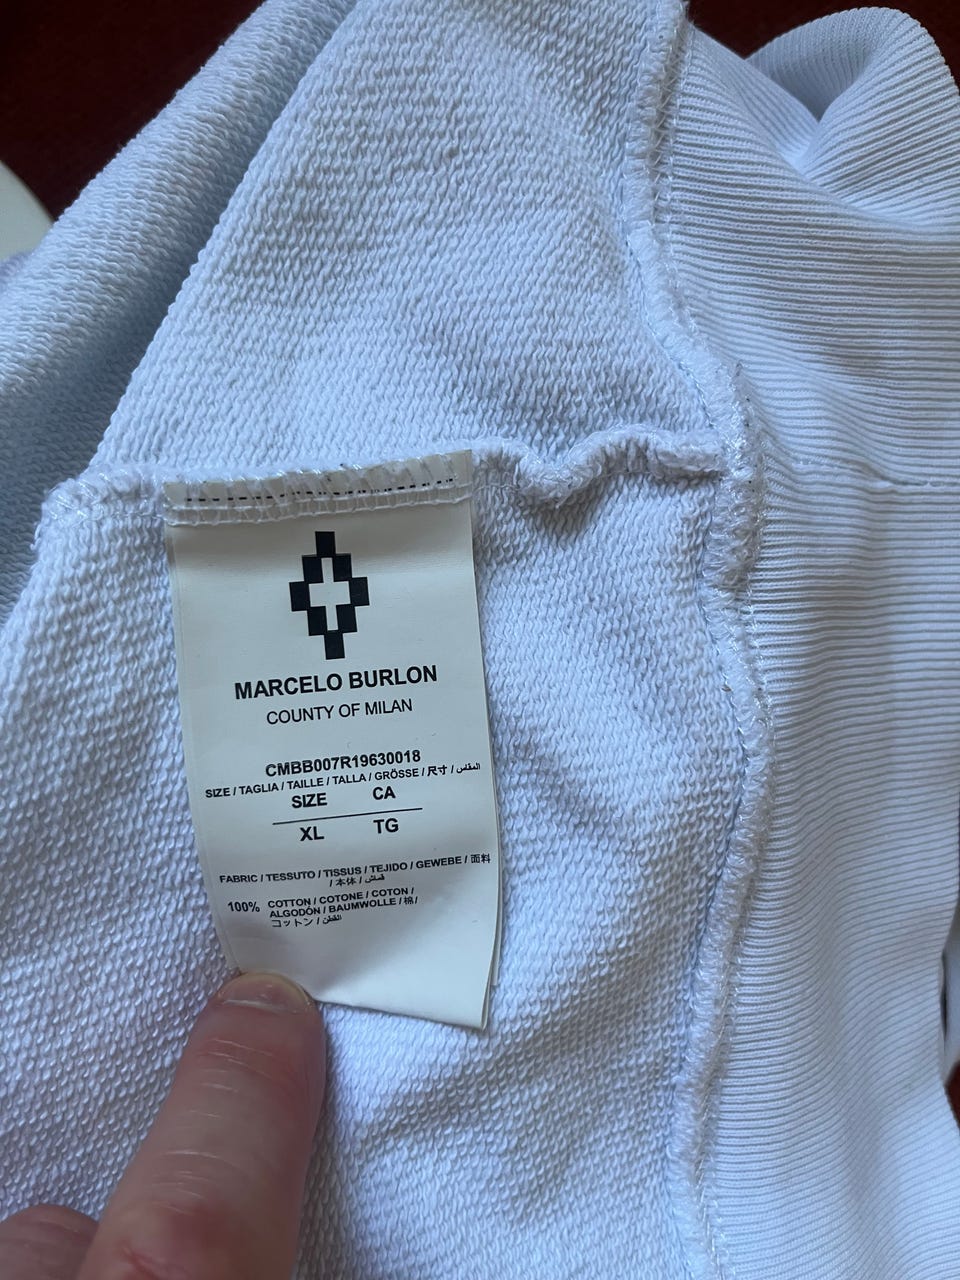 MARCELO BURLON
COUNTY OF MILAN
CMBB007R19630018
SIZE / TAGLIA / TAILLE / TALLA / GRÖSSE / 尺寸 / المقاس
SIZE CA
XL TG
FABRIC / TESSUTO / TISSUS / TEJIDO / GEWEBE / 面料
/ 本体 / قماش
100% COTTON / COTONE / COTON /
ALGODÓN / BAUMWOLLE / 棉 /
コットン / القطن